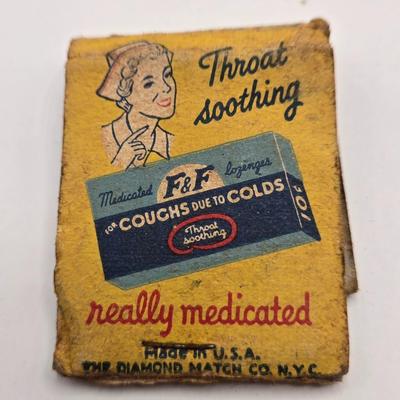 Throat
soothing
Medicated F&F lozenges
FOR COUGHS DUE TO COLDS
10¢
Throat
soothing
really medicated
Made in U.S.A.
THE DIAMOND MATCH CO. N.Y.C.